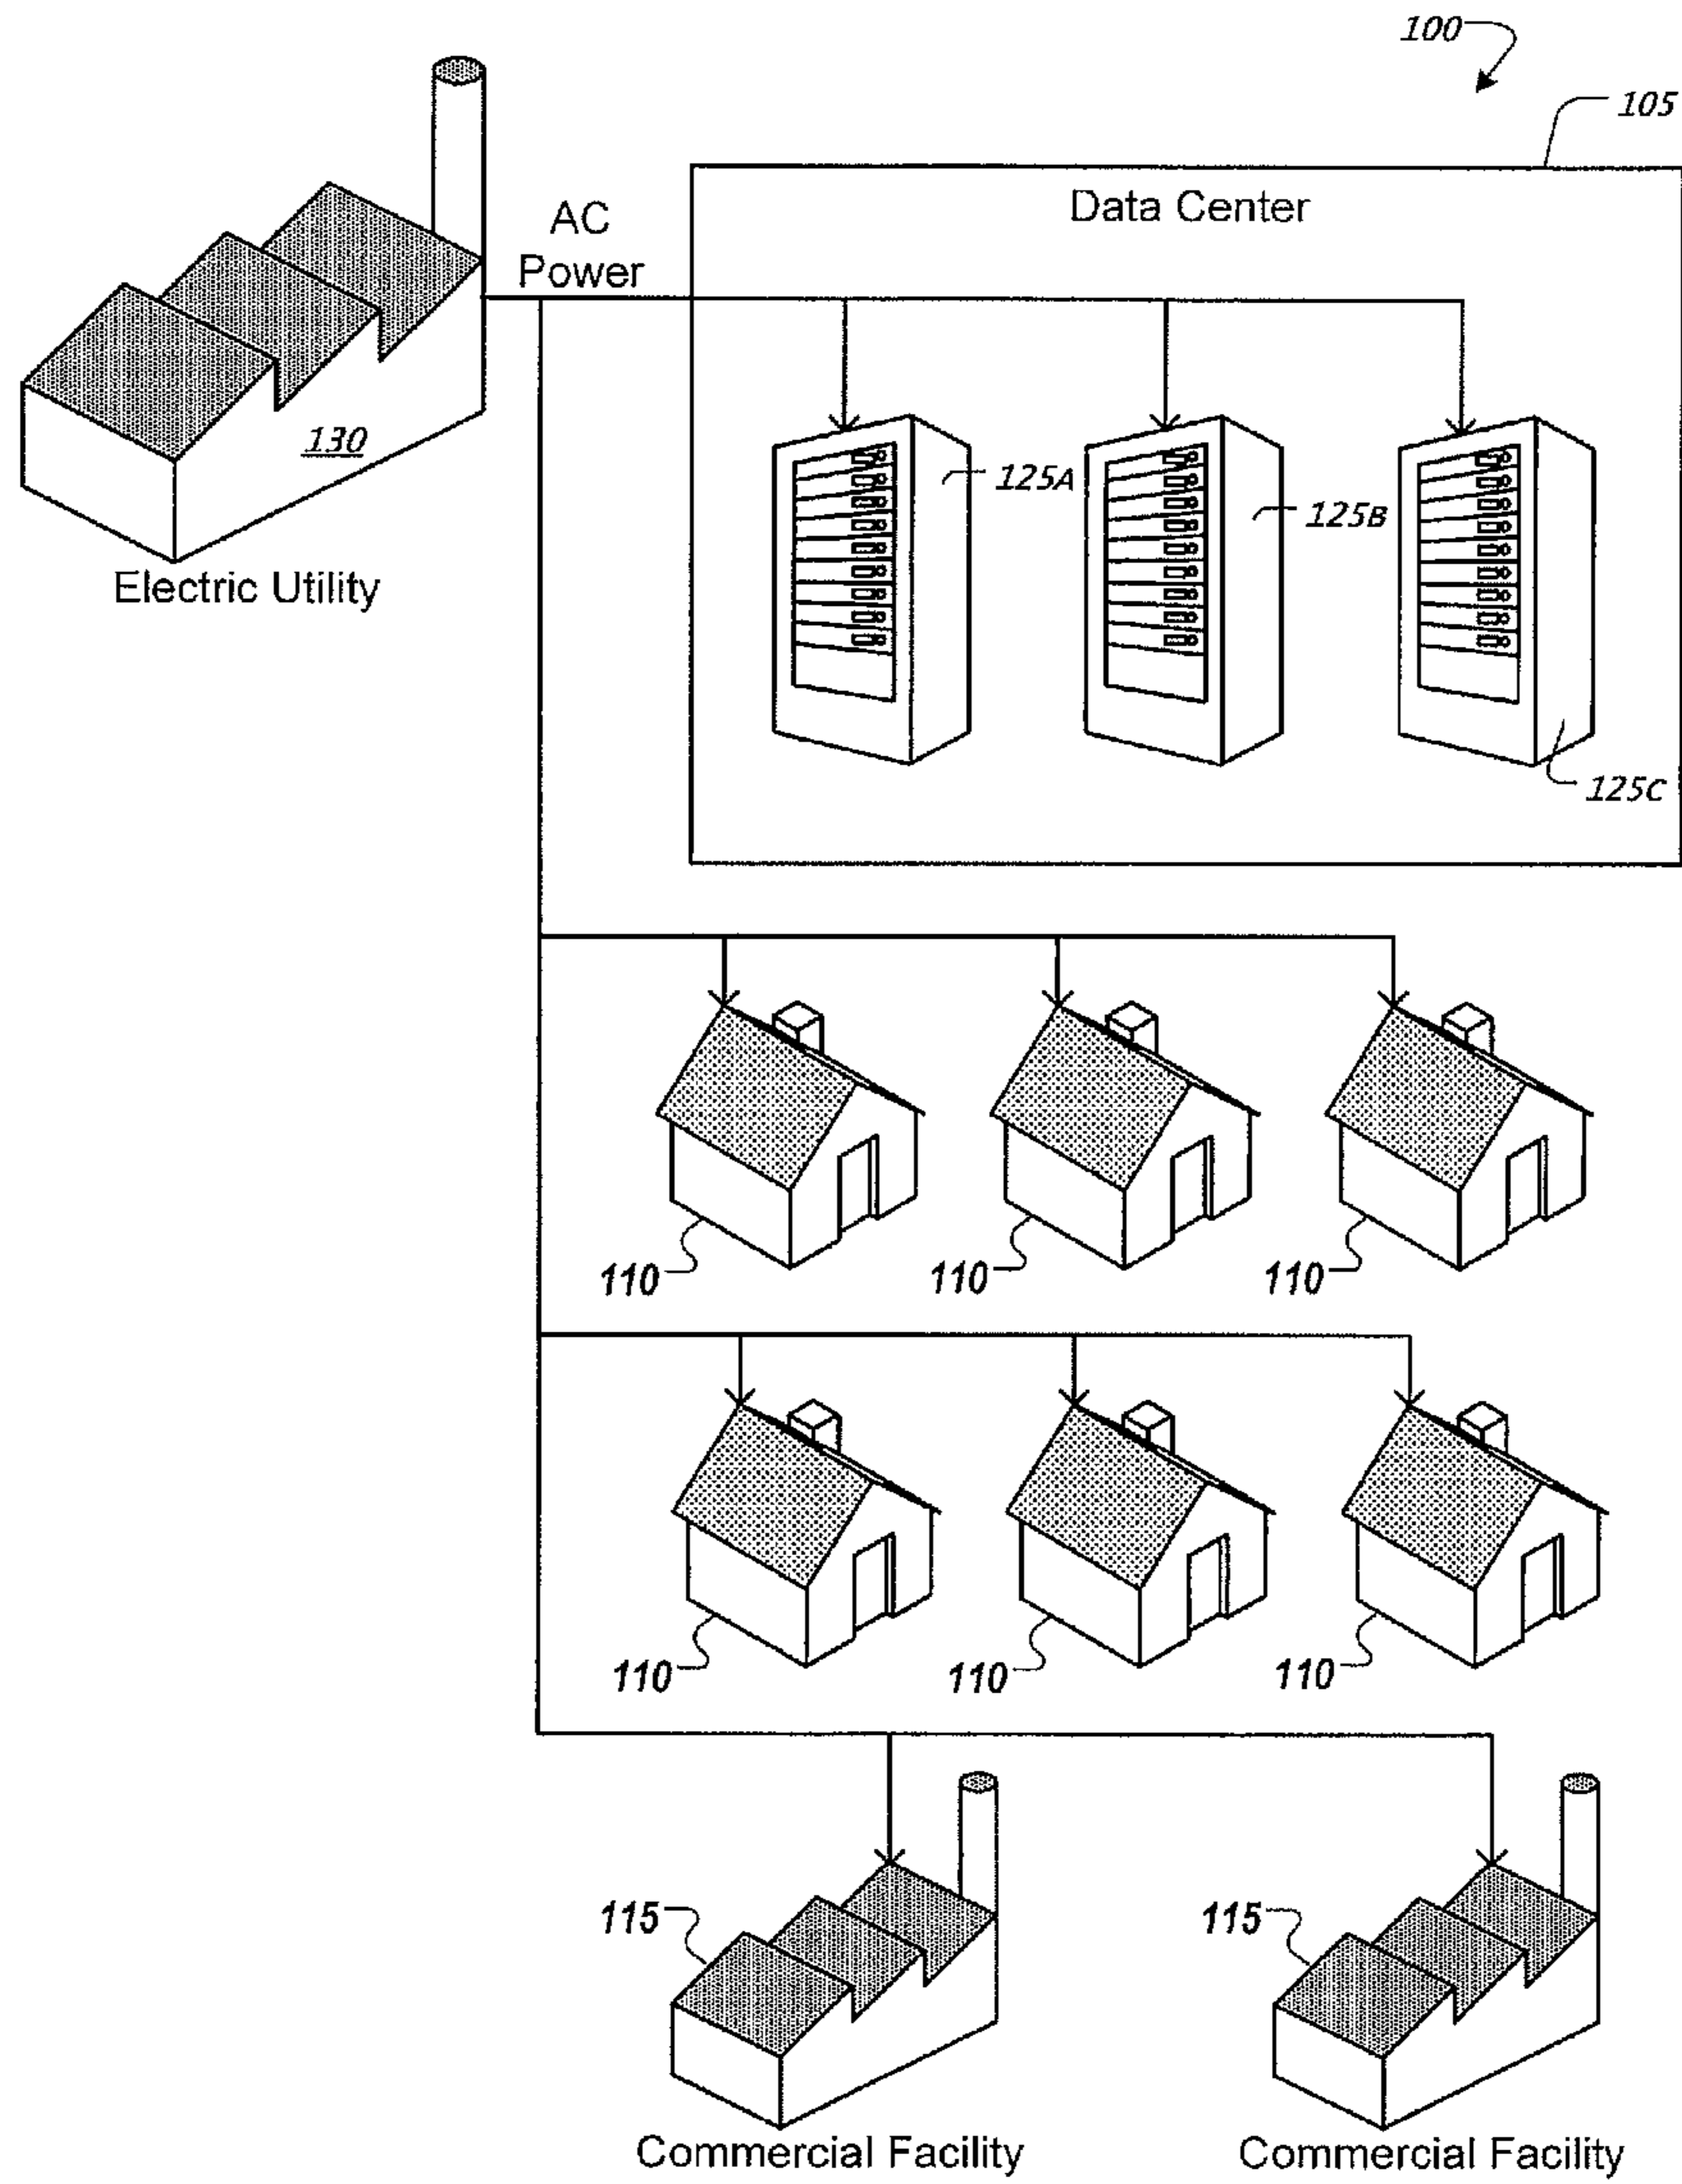 100
105
Data Center
AC
Power
130
125A
125B
Electric Utility
125C
110
110
110
110
110
110
115
115
Commercial Facility
Commercial Facility